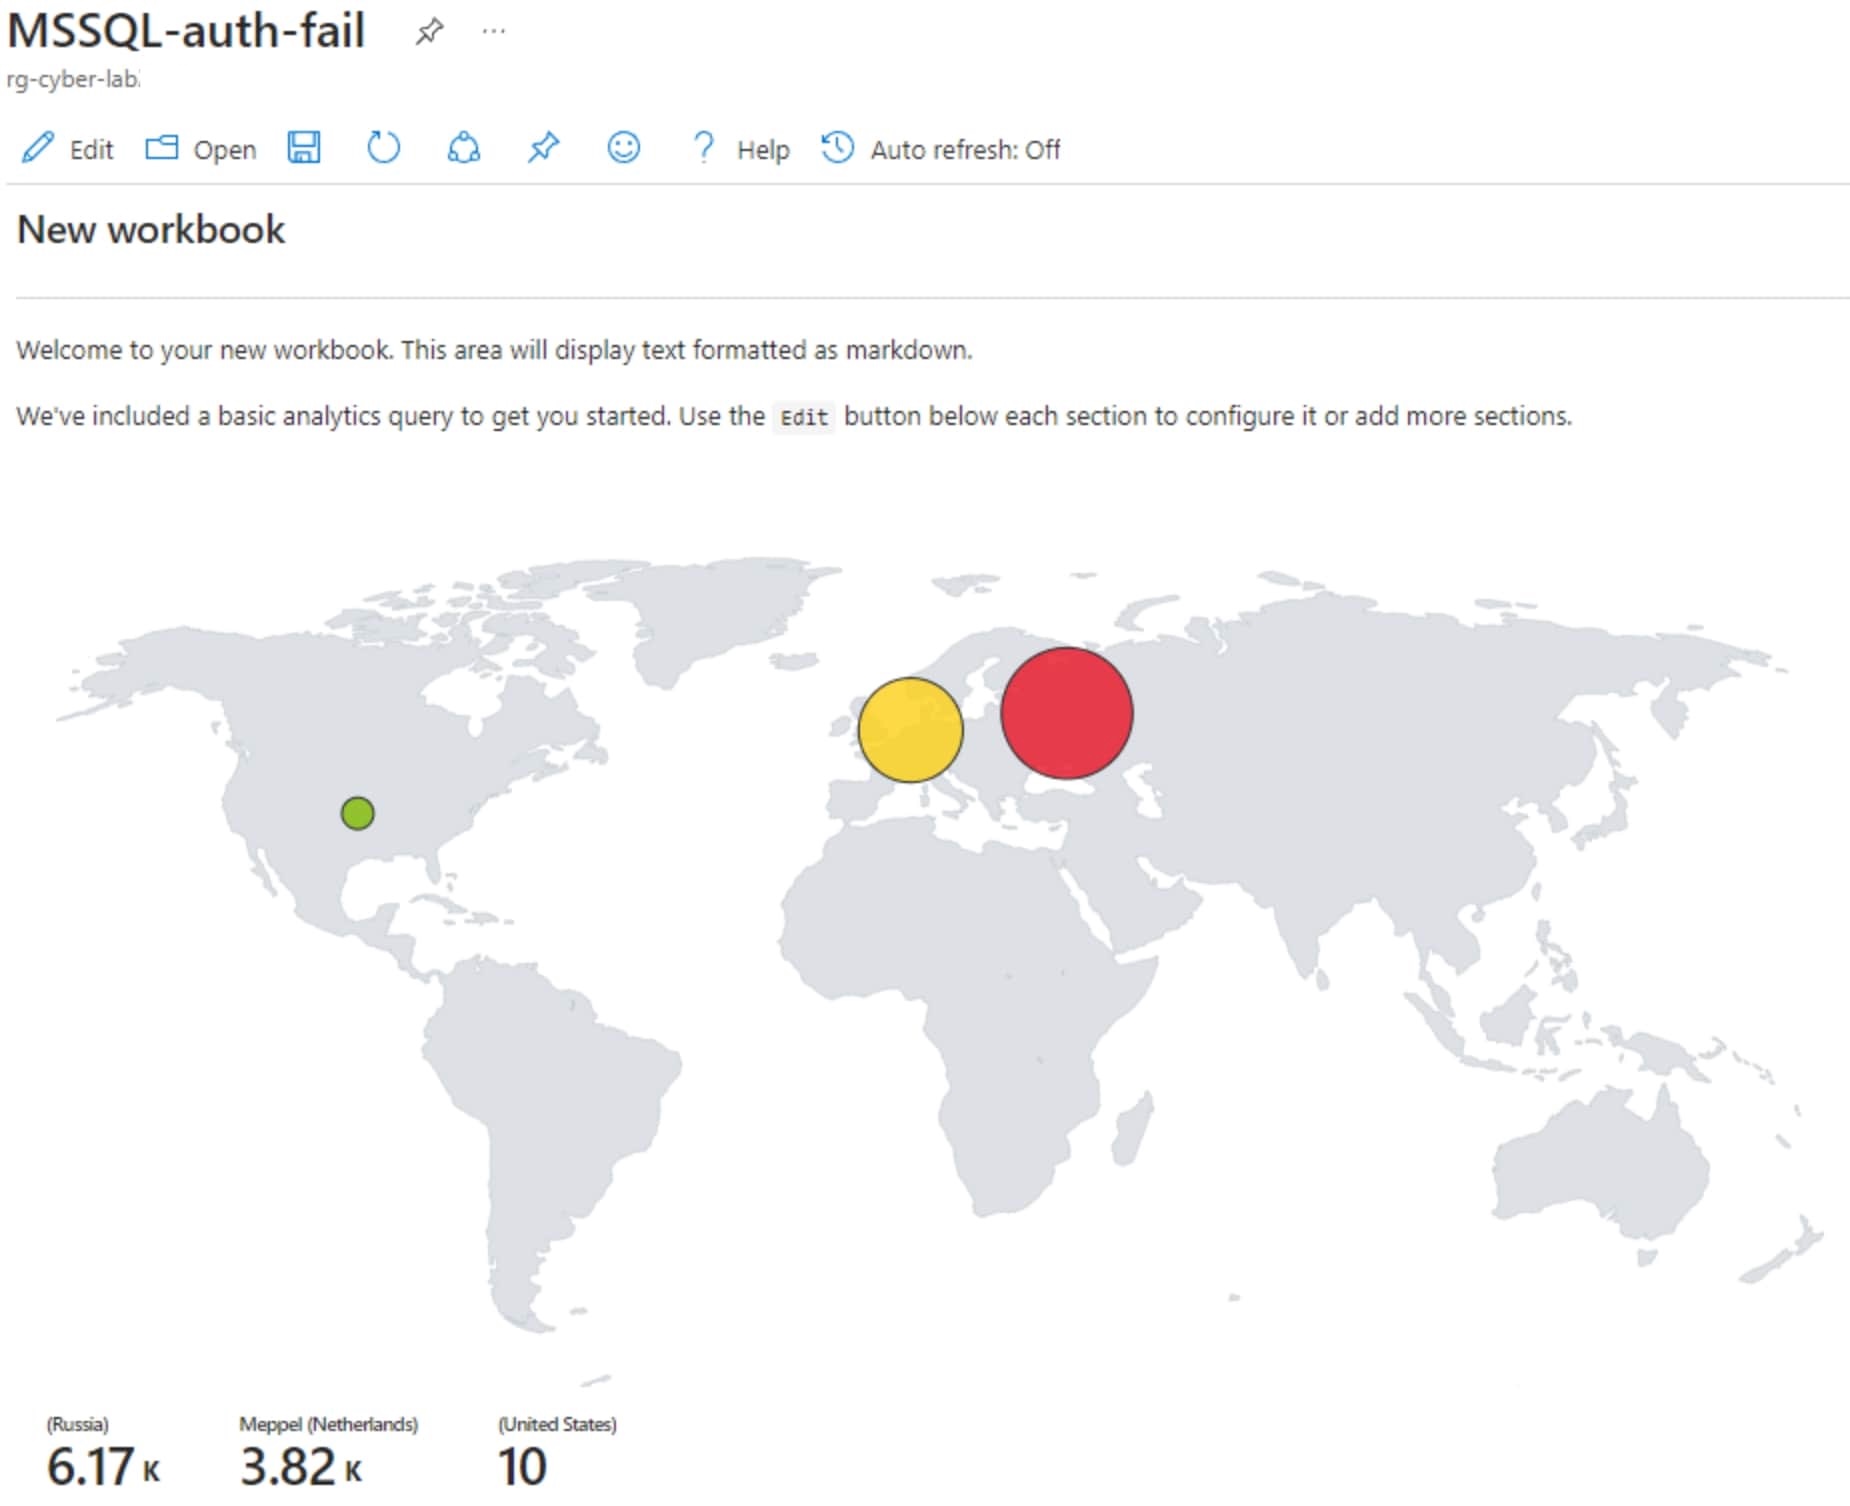 MSSQL-auth-fail
rg-cyber-lab
Edit Open Help Auto refresh: Off
New workbook
Welcome to your new workbook. This area will display text formatted as markdown.
We've included a basic analytics query to get you started. Use the Edit button below each section to configure it or add more sections.
(Russia) Meppel (Netherlands) (United States)
6.17 K 3.82 K 10